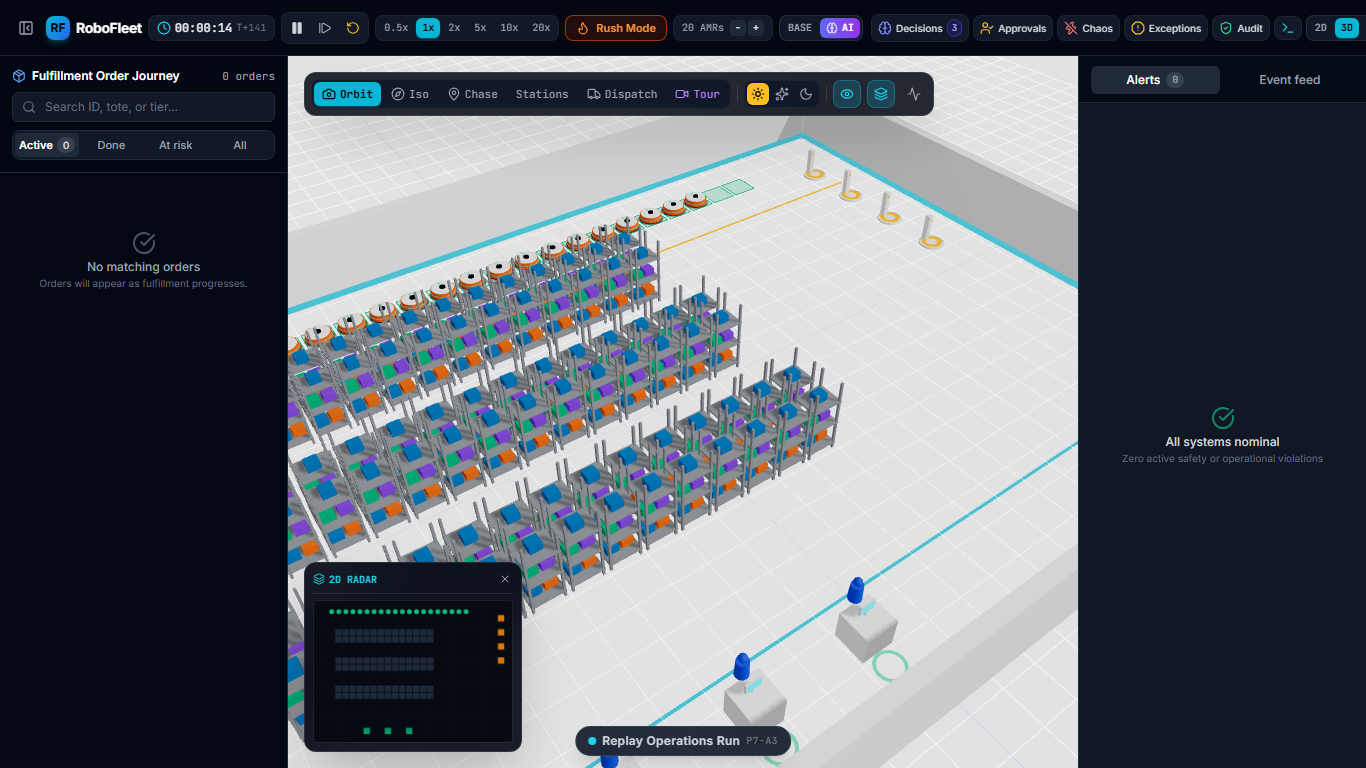 RF RoboFleet 00:00:14 T+141 0.5x 1x 2x 5x 10x 20x Rush Mode 20 AMRs - + BASE AI Decisions 3 Approvals Chaos Exceptions Audit 2D 3D
Fulfillment Order Journey 0 orders
Search ID, tote, or tier...
Active 0 Done At risk All
No matching orders
Orders will appear as fulfillment progresses.
Orbit Iso Chase Stations Dispatch Tour
2D RADAR
Replay Operations Run P7-A3
Alerts 0 Event feed
All systems nominal
Zero active safety or operational violations